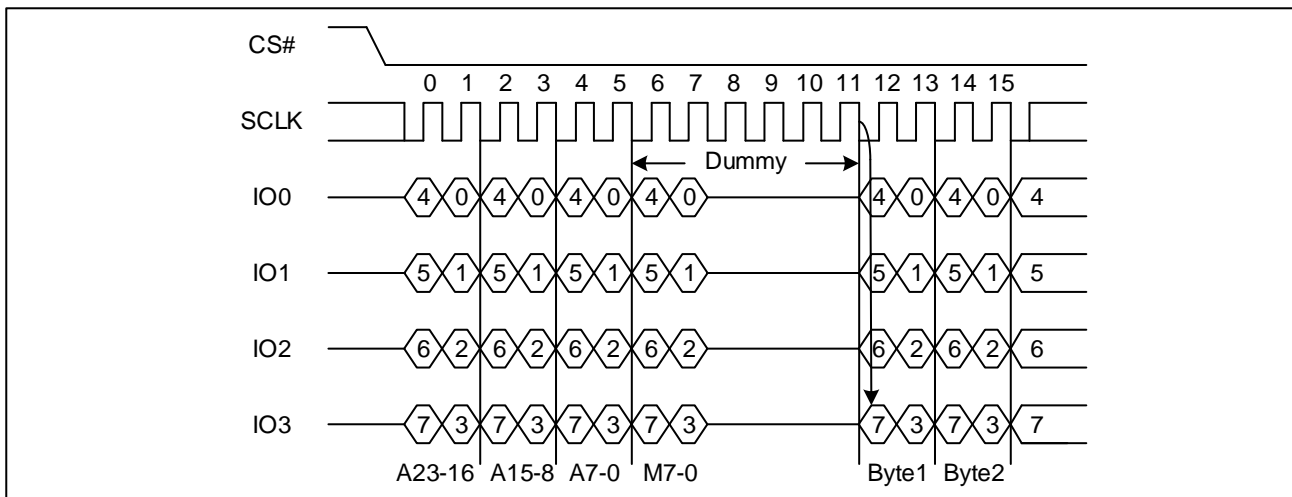 CS#
0 1 2 3 4 5 6 7 8 9 10 11 12 13 14 15
SCLK
Dummy
IO0 4 0 4 0 4 0 4 0 4 0 4 0 4
IO1 5 1 5 1 5 1 5 1 5 1 5 1 5
IO2 6 2 6 2 6 2 6 2 6 2 6 2 6
IO3 7 3 7 3 7 3 7 3 7 3 7 3 7
A23-16 A15-8 A7-0 M7-0 Byte1 Byte2